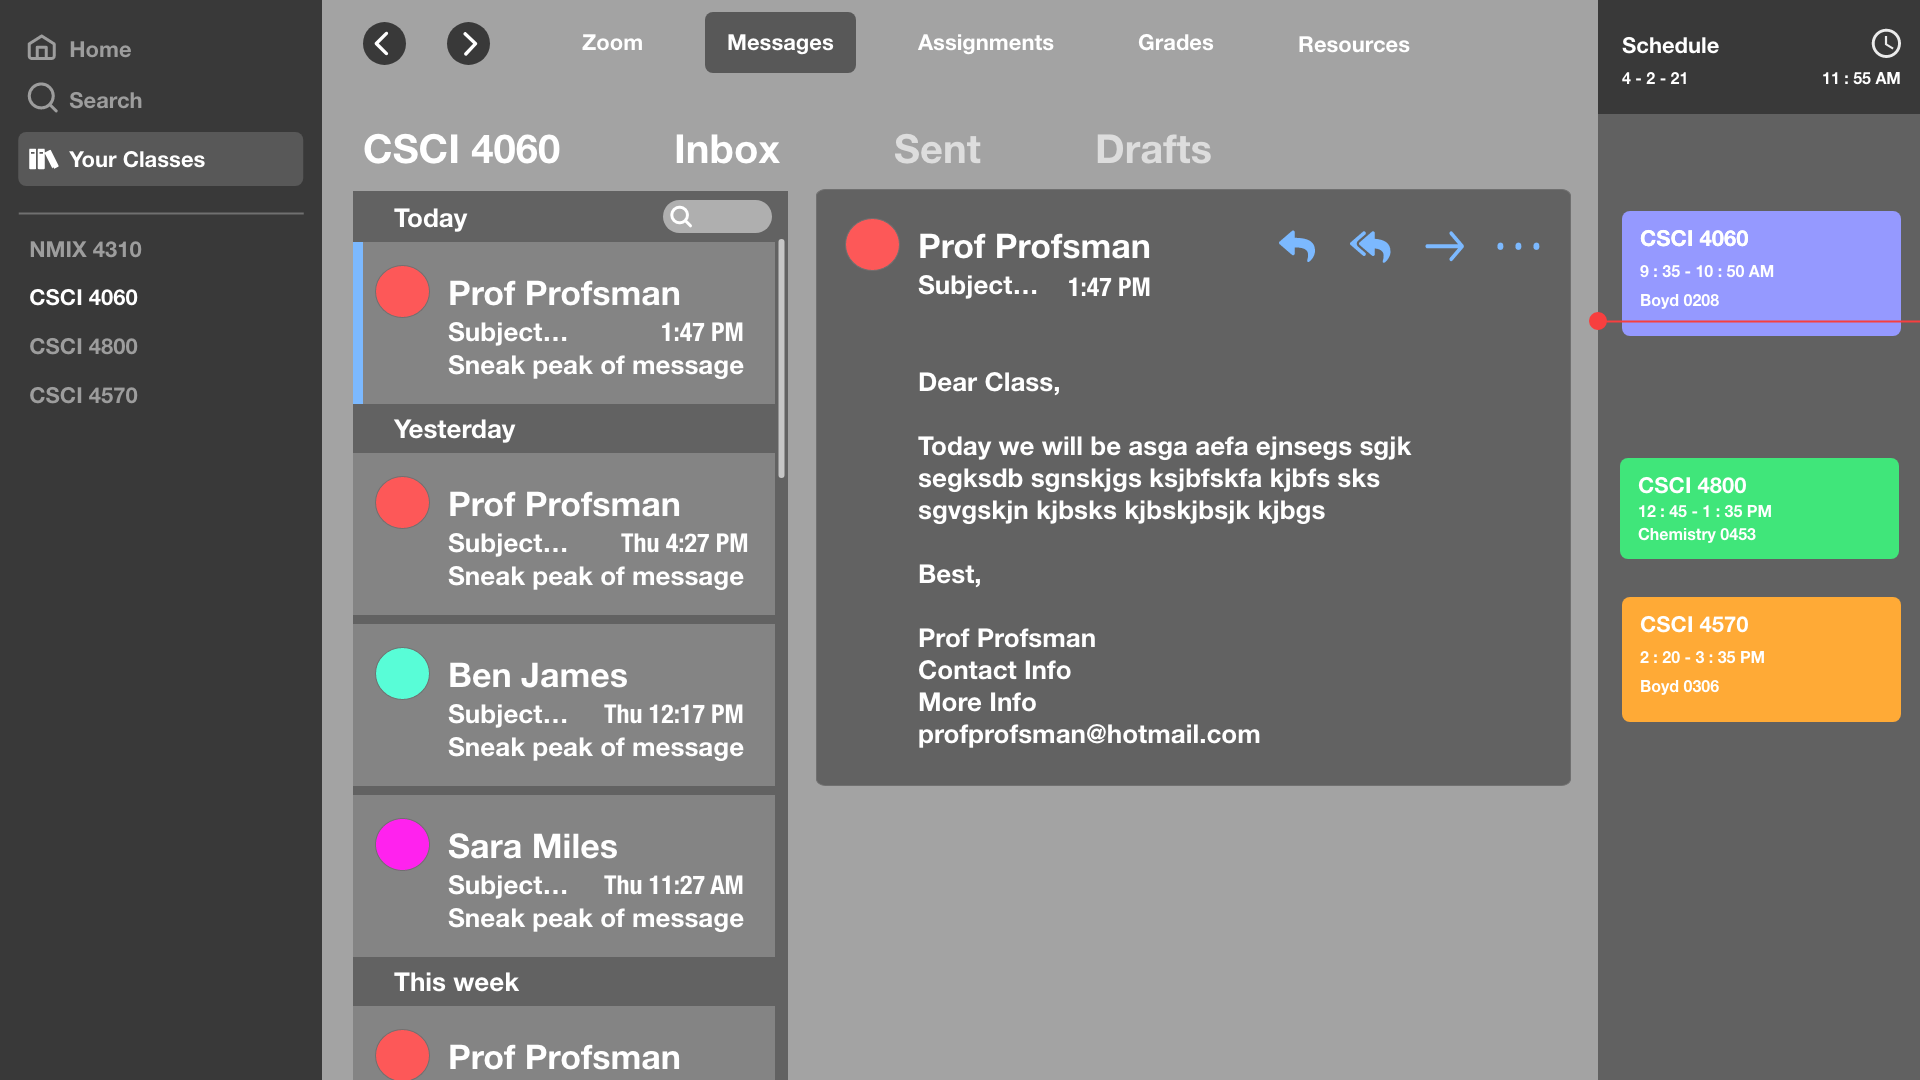 Home
Search
Your Classes
NMIX 4310
CSCI 4060
CSCI 4800
CSCI 4570
Zoom
Messages
Assignments
Grades
Resources
CSCI 4060
Inbox
Sent
Drafts
Today
Prof Profsman
Subject... 1:47 PM
Sneak peak of message
Yesterday
Prof Profsman
Subject... Thu 4:27 PM
Sneak peak of message
Ben James
Subject... Thu 12:17 PM
Sneak peak of message
Sara Miles
Subject... Thu 11:27 AM
Sneak peak of message
This week
Prof Profsman
Prof Profsman
Subject... 1:47 PM
Dear Class,
Today we will be asga aefa ejnsegs sgjk
segksdb sgnskjgs ksjbfskfa kjbfs sks
sgvgskjn kjbsks kjbskjbsjk kjbgs
Best,
Prof Profsman
Contact Info
More Info
profprofsman@hotmail.com
Schedule
4 - 2 - 21 11 : 55 AM
CSCI 4060
9 : 35 - 10 : 50 AM
Boyd 0208
CSCI 4800
12 : 45 - 1 : 35 PM
Chemistry 0453
CSCI 4570
2 : 20 - 3 : 35 PM
Boyd 0306